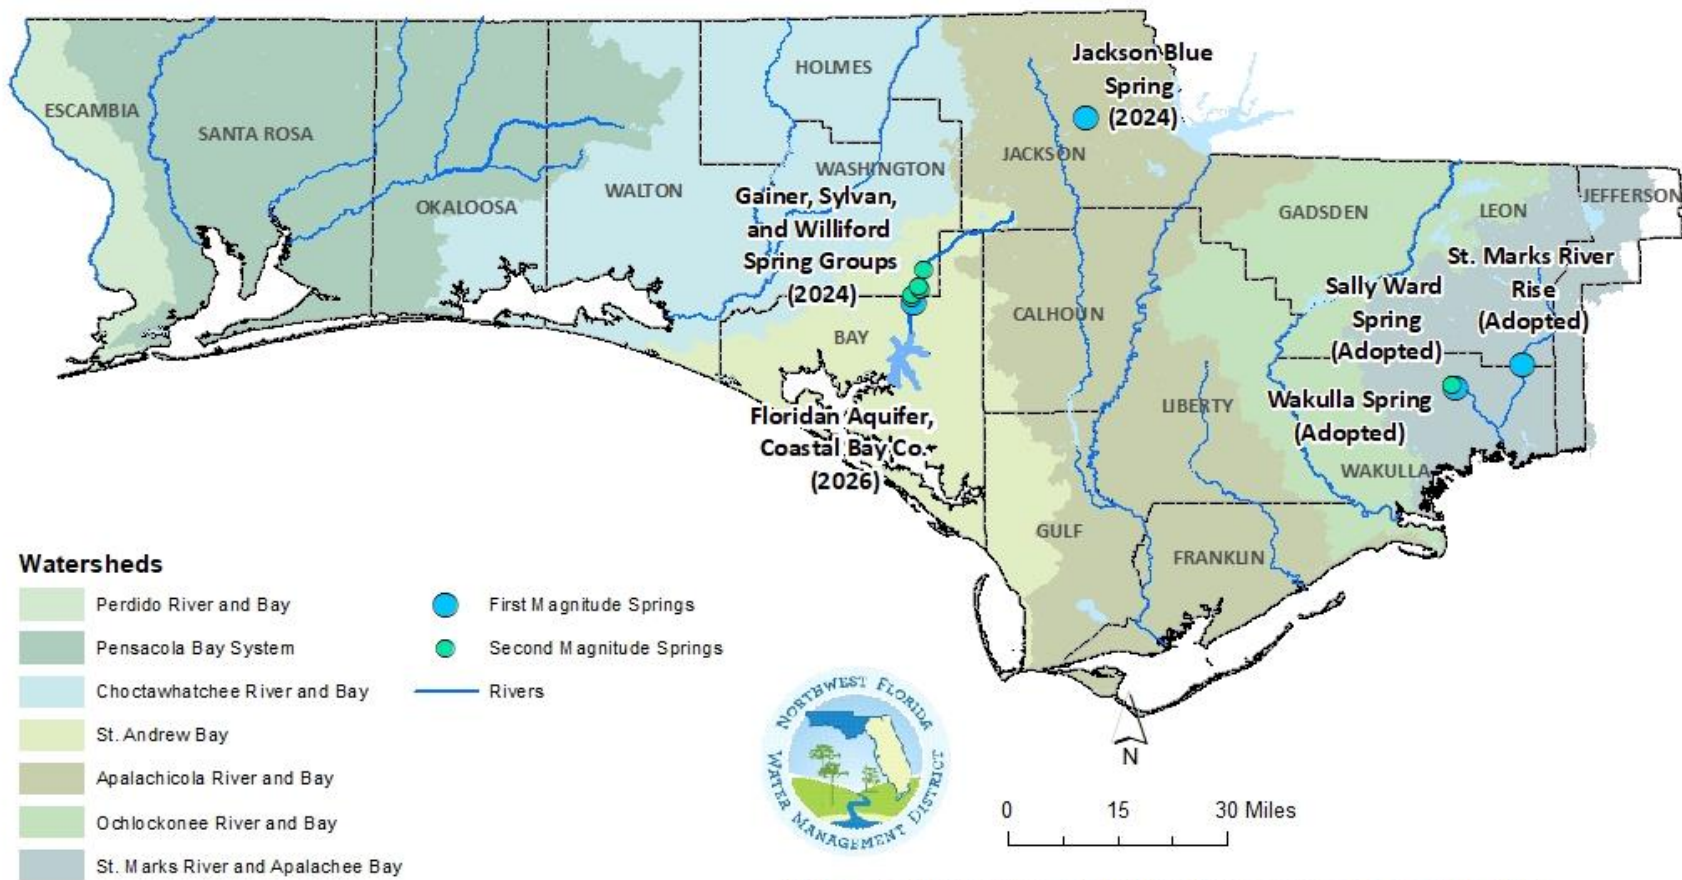 HOLMES
Jackson Blue
Spring
(2024)
ESCAMBIA
SANTA ROSA
JACKSON
WASHINGTON
WALTON
OKALOOSA
Gainer, Sylvan,
and Williford
Spring Groups
(2024)
GADSDEN
LEON
JEFFERSON
St. Marks River
Rise
(Adopted)
Sally Ward
Spring
(Adopted)
CALHOUN
BAY
LIBERTY
Wakulla Spring
(Adopted)
Floridan Aquifer,
Coastal Bay Co.
(2026)
WAKULLA
GULF
FRANKLIN
Watersheds
Perdido River and Bay
Pensacola Bay System
Choctawhatchee River and Bay
St. Andrew Bay
Apalachicola River and Bay
Ochlockonee River and Bay
St. Marks River and Apalachee Bay
First Magnitude Springs
Second Magnitude Springs
Rivers
NORTHWEST FLORIDA
WATER MANAGEMENT DISTRICT
N
0 15 30 Miles